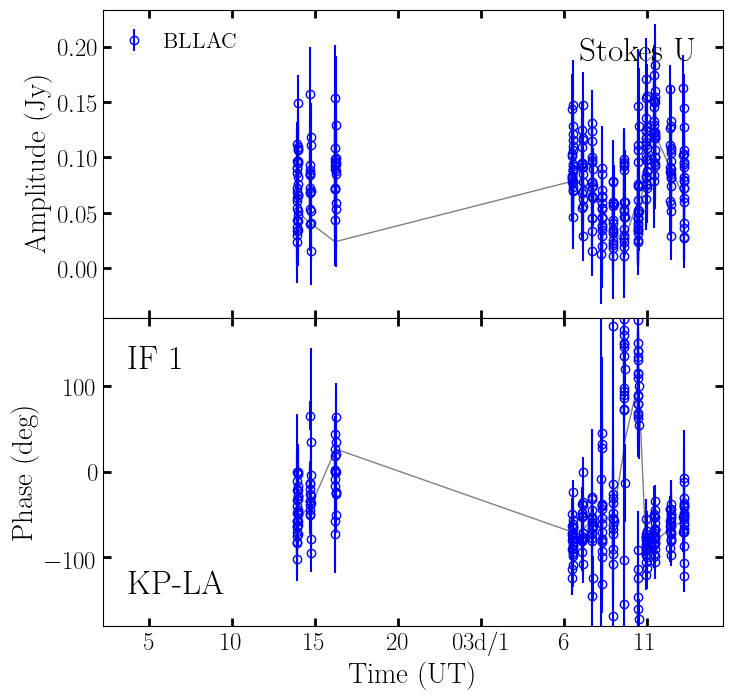 BLLAC
Stokes U
0.20
0.15
0.10
0.05
0.00
Amplitude (Jy)
IF 1
100
0
−100
Phase (deg)
KP-LA
5 10 15 20 03d/1 6 11
Time (UT)